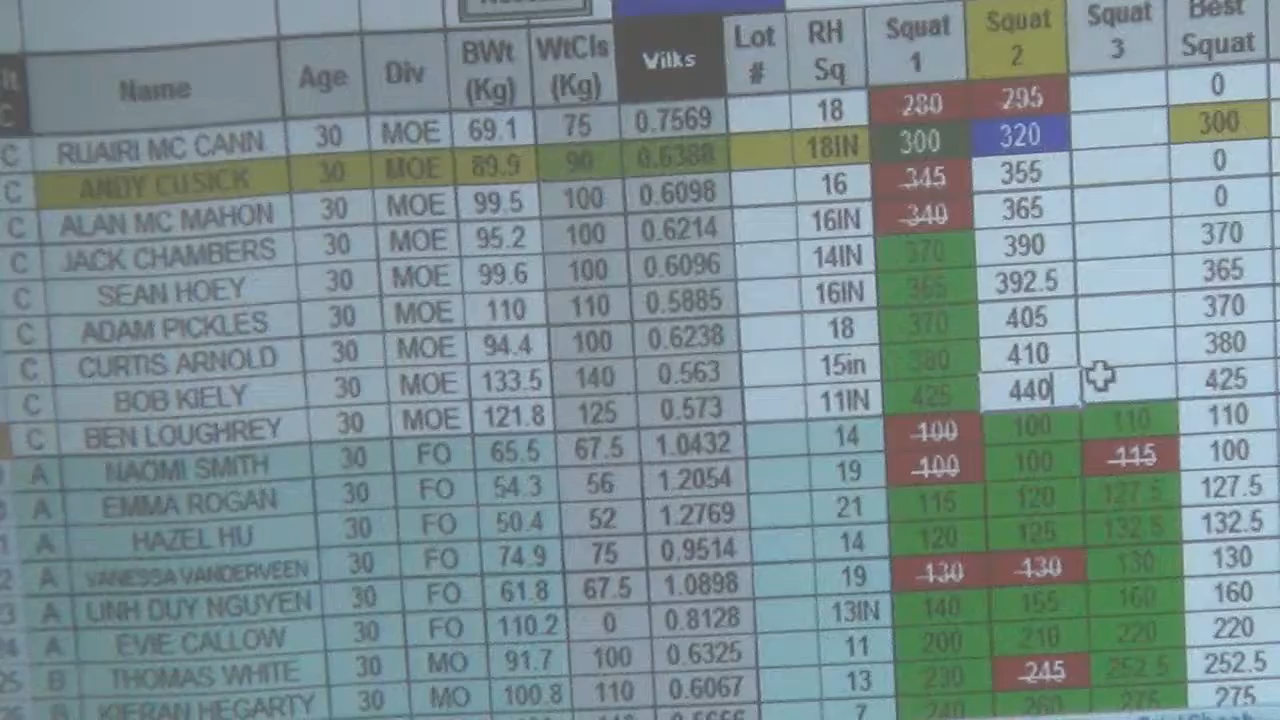 Name Age Div BWt (Kg) WtCls (Kg) Wilks Lot # RH Sq Squat 1 Squat 2 Squat 3 Best Squat
C RUAIRI MC CANN 30 MOE 69.1 75 0.7569 18 280 295 0
C ANDY CUSICK 30 MOE 89.9 90 0.6388 18IN 300 320 300
C ALAN MC MAHON 30 MOE 99.5 100 0.6098 16 345 355 0
C JACK CHAMBERS 30 MOE 95.2 100 0.6214 16IN 340 365 0
C SEAN HOEY 30 MOE 99.6 100 0.6096 14IN 370 390 370
C ADAM PICKLES 30 MOE 110 110 0.5885 16IN 365 392.5 365
C CURTIS ARNOLD 30 MOE 94.4 100 0.6238 18 370 405 370
C BOB KIELY 30 MOE 133.5 140 0.563 15in 380 410 380
C BEN LOUGHREY 30 MOE 121.8 125 0.573 11IN 425 440 425
A NAOMI SMITH 30 FO 65.5 67.5 1.0432 14 100 100 110 110
A EMMA ROGAN 30 FO 54.3 56 1.2054 19 100 100 115 100
A HAZEL HU 30 FO 50.4 52 1.2769 21 115 120 127.5 127.5
A VANESSA VANDERVEEN 30 FO 74.9 75 0.9514 14 120 125 132.5 132.5
A LINH DUY NGUYEN 30 FO 61.8 67.5 1.0898 19 130 130 130 130
A EVIE CALLOW 30 FO 110.2 0 0.8128 13IN 140 155 160 160
B THOMAS WHITE 30 MO 91.7 100 0.6325 11 200 210 220 220
B KIERAN HEGARTY 30 MO 100.8 110 0.6067 13 230 245 252.5 252.5
7 240 260 275 275